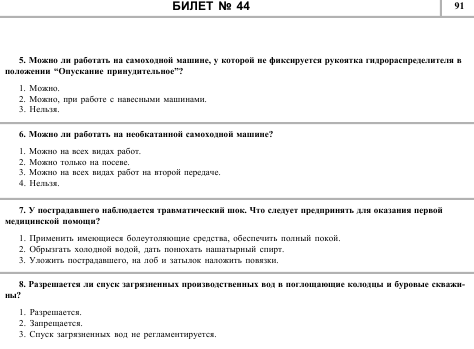 БИЛЕТ № 44
91
5. Можно ли работать на самоходной машине, у которой не фиксируется рукоятка гидрораспределителя в
положении “Опускание принудительное”?
1. Можно.
2. Можно, при работе с навесными машинами.
3. Нельзя.
6. Можно ли работать на необкатанной самоходной машине?
1. Можно на всех видах работ.
2. Можно только на посеве.
3. Можно на всех видах работ на второй передаче.
4. Нельзя.
7. У пострадавшего наблюдается травматический шок. Что следует предпринять для оказания первой
медицинской помощи?
1. Применить имеющиеся болеутоляющие средства, обеспечить полный покой.
2. Обрызгать холодной водой, дать понюхать нашатырный спирт.
3. Уложить пострадавшего, на лоб и затылок наложить повязки.
8. Разрешается ли спуск загрязненных производственных вод в поглощающие колодцы и буровые скважи-
ны?
1. Разрешается.
2. Запрещается.
3. Спуск загрязненных вод не регламентируется.